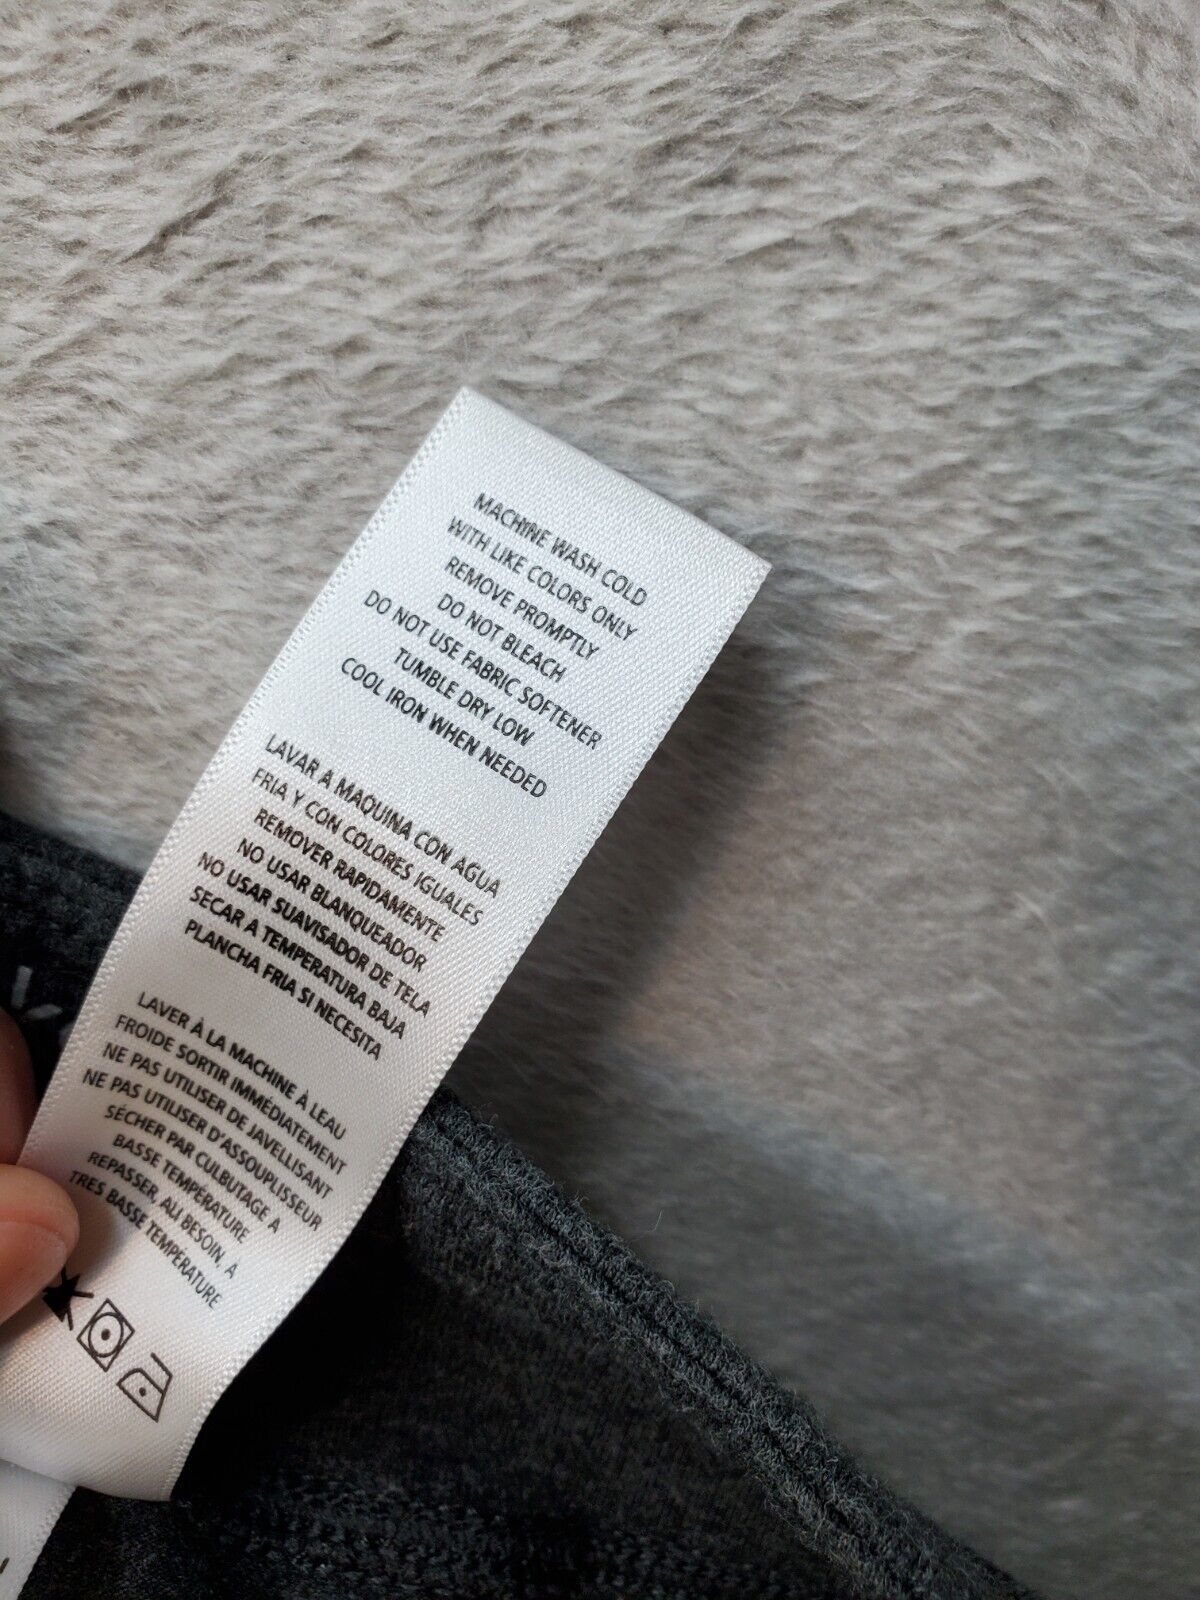 MACHINE WASH COLD
WITH LIKE COLORS ONLY
REMOVE PROMPTLY
DO NOT BLEACH
DO NOT USE FABRIC SOFTENER
TUMBLE DRY LOW
COOL IRON WHEN NEEDED
LAVAR A MAQUINA CON AGUA
FRIA Y CON COLORES IGUALES
REMOVER RAPIDAMENTE
NO USAR BLANQUEADOR
NO USAR SUAVISADOR DE TELA
SECAR A TEMPERATURA BAJA
PLANCHA FRIA SI NECESITA
LAVER À LA MACHINE À LEAU
FROIDE SORTIR IMMÉDIATEMENT
NE PAS UTILISER DE JAVELLISANT
NE PAS UTILISER D'ASSOUPLISSEUR
SÉCHER PAR CULBUTAGE A
BASSE TEMPÉRATURE
REPASSER, AU BESOIN, A
TRES BASSE TEMPÉRATURE